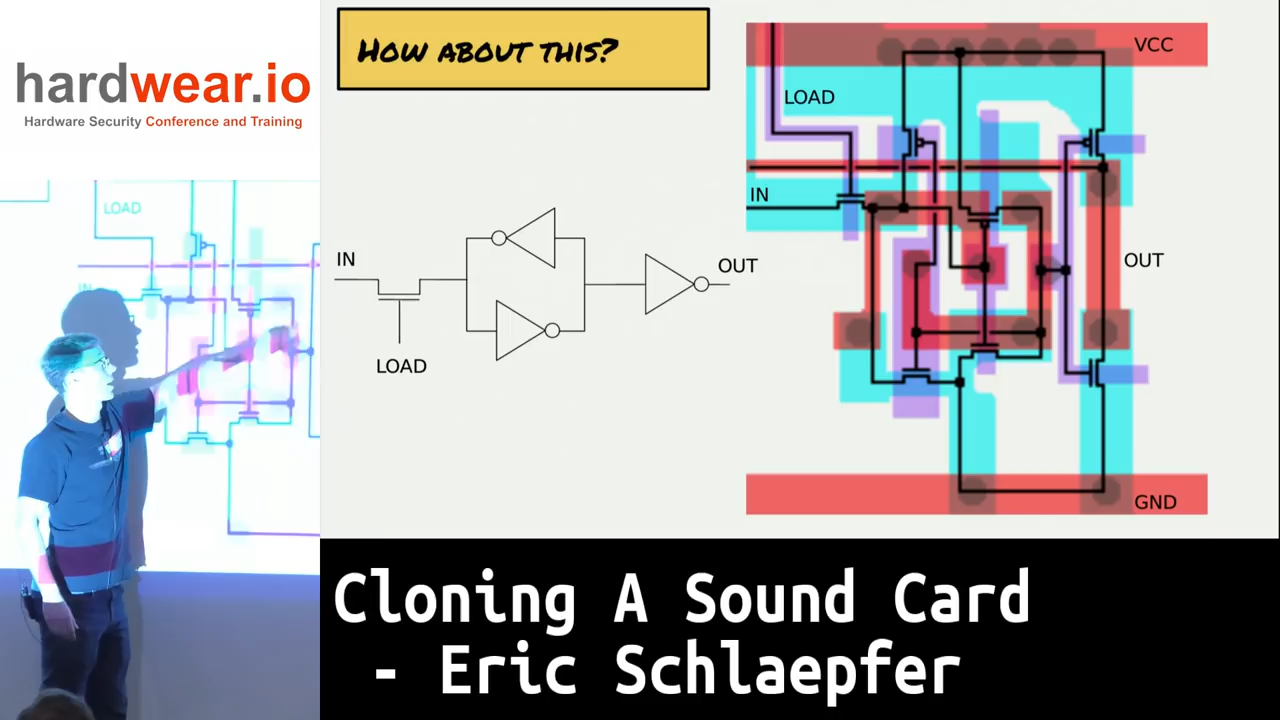 hardwear.io
Hardware Security Conference and Training
LOAD
HOW ABOUT THIS?
IN
LOAD
OUT
VCC
LOAD
IN
OUT
GND
Cloning A Sound Card
- Eric Schlaepfer